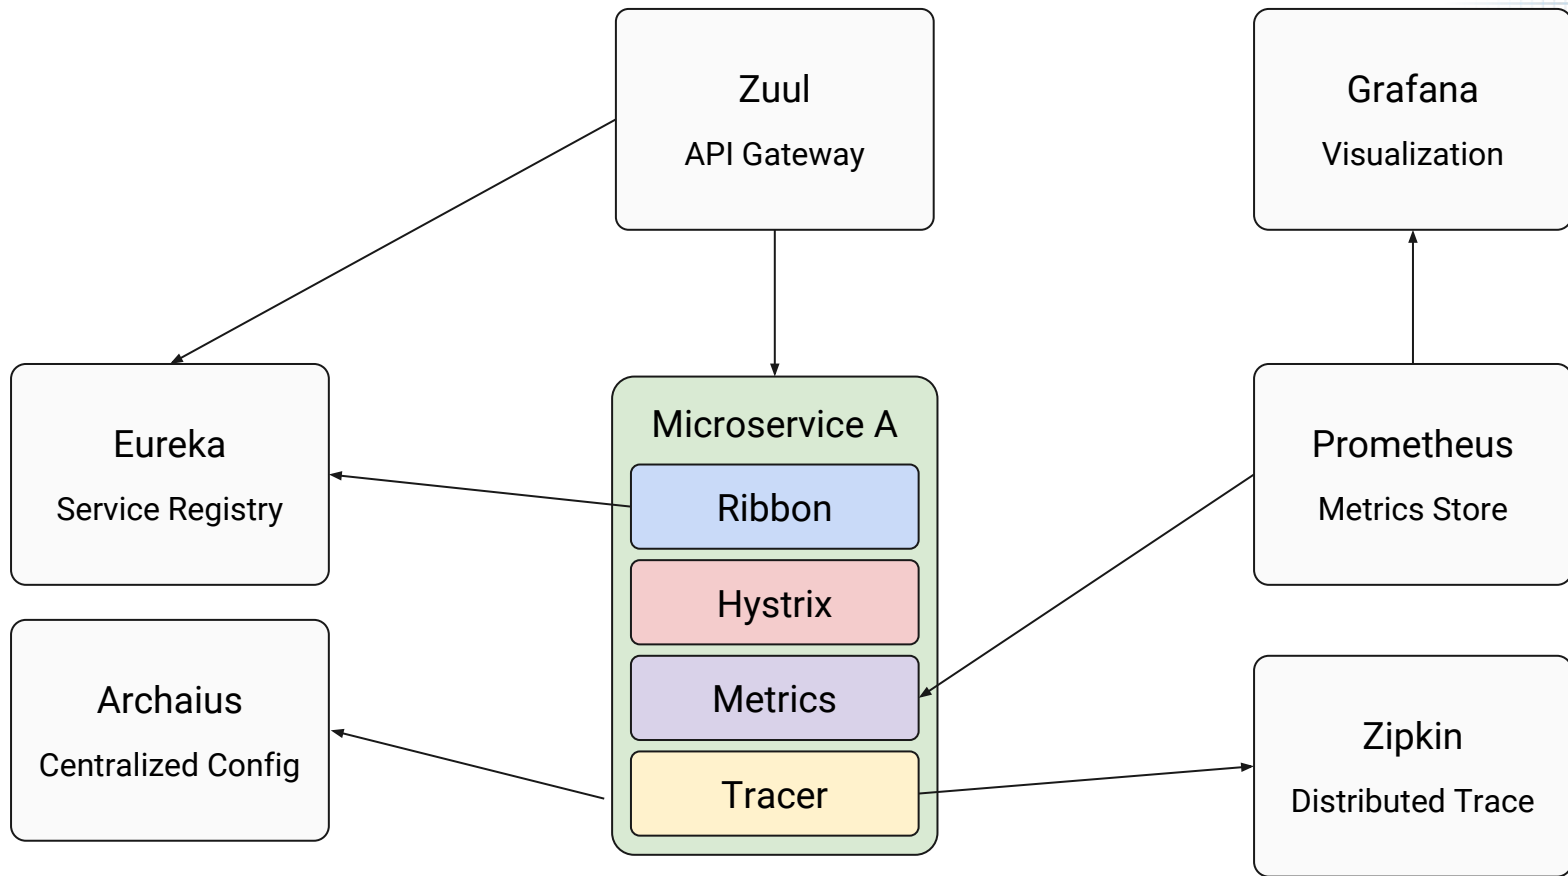 Zuul
API Gateway
Grafana
Visualization
Eureka
Service Registry
Microservice A
Ribbon
Hystrix
Metrics
Tracer
Prometheus
Metrics Store
Archaius
Centralized Config
Zipkin
Distributed Trace